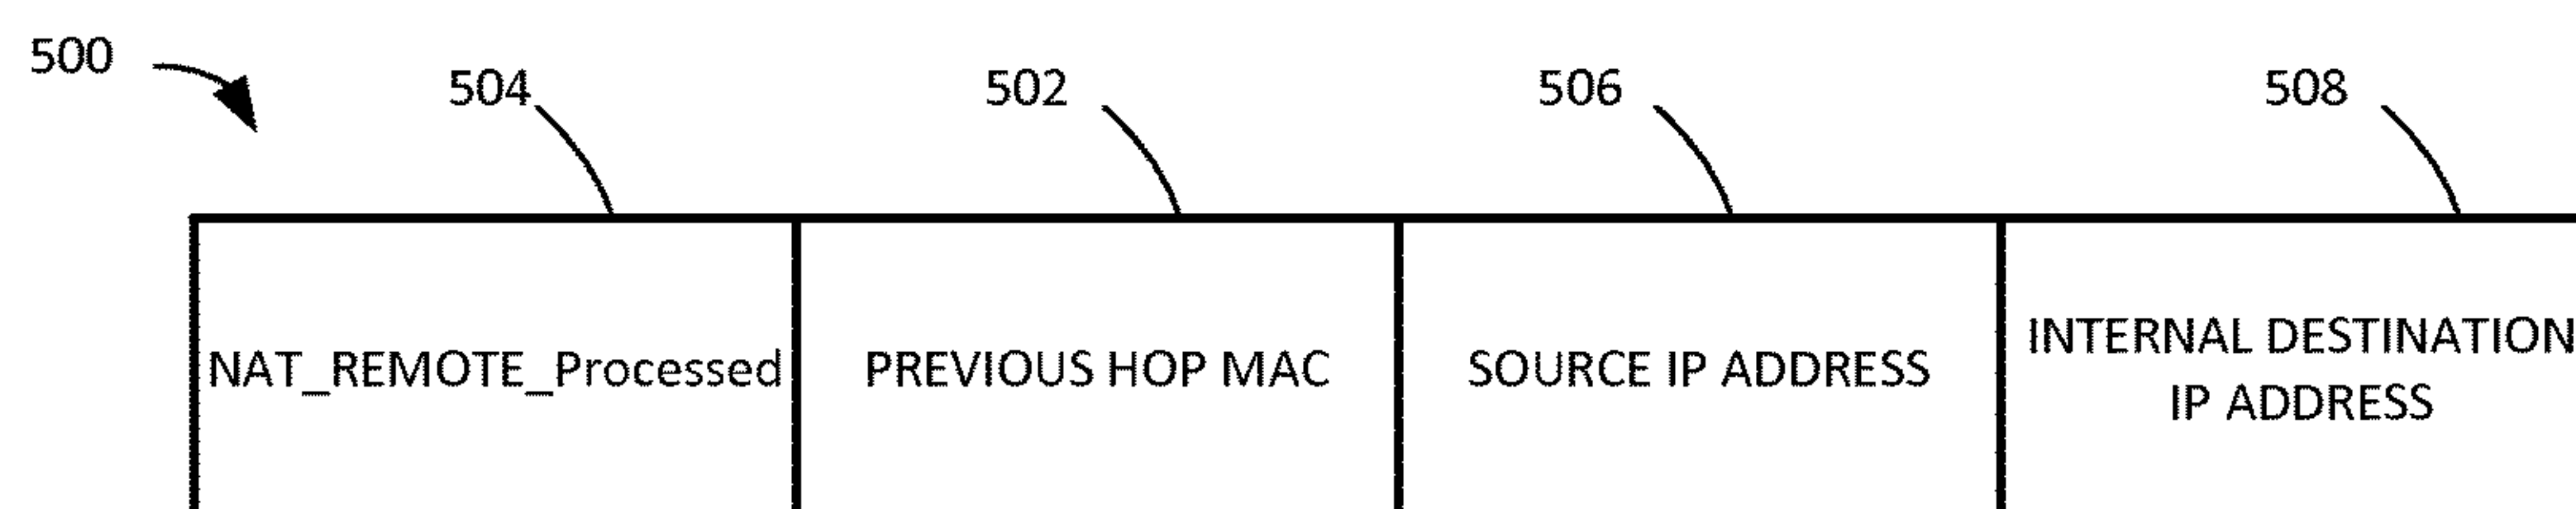 500
504
502
506
508
NAT_REMOTE_Processed
PREVIOUS HOP MAC
SOURCE IP ADDRESS
INTERNAL DESTINATION
IP ADDRESS